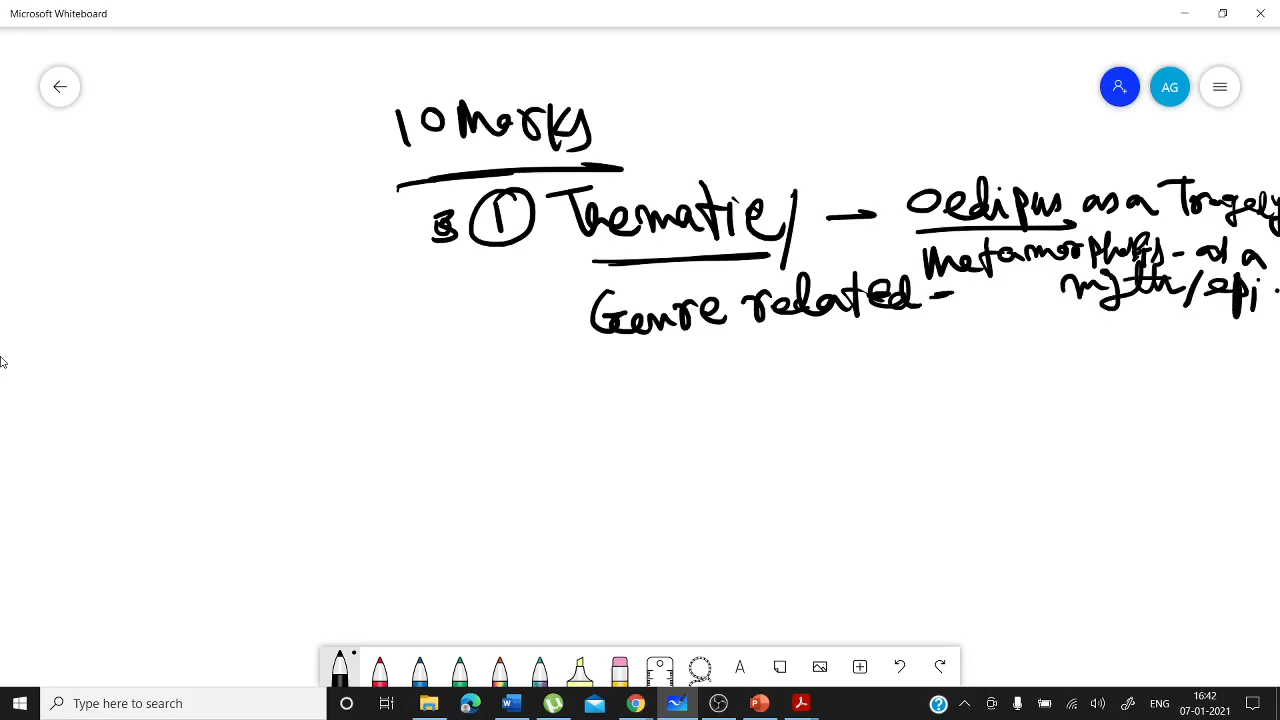 Microsoft Whiteboard
AG
10 Marks
① Thematic/ → Oedipus as a Tragedy
Metamorphosis - as a
Genre related - myth/epi
A
Type here to search
ENG
16:42
07-01-2021